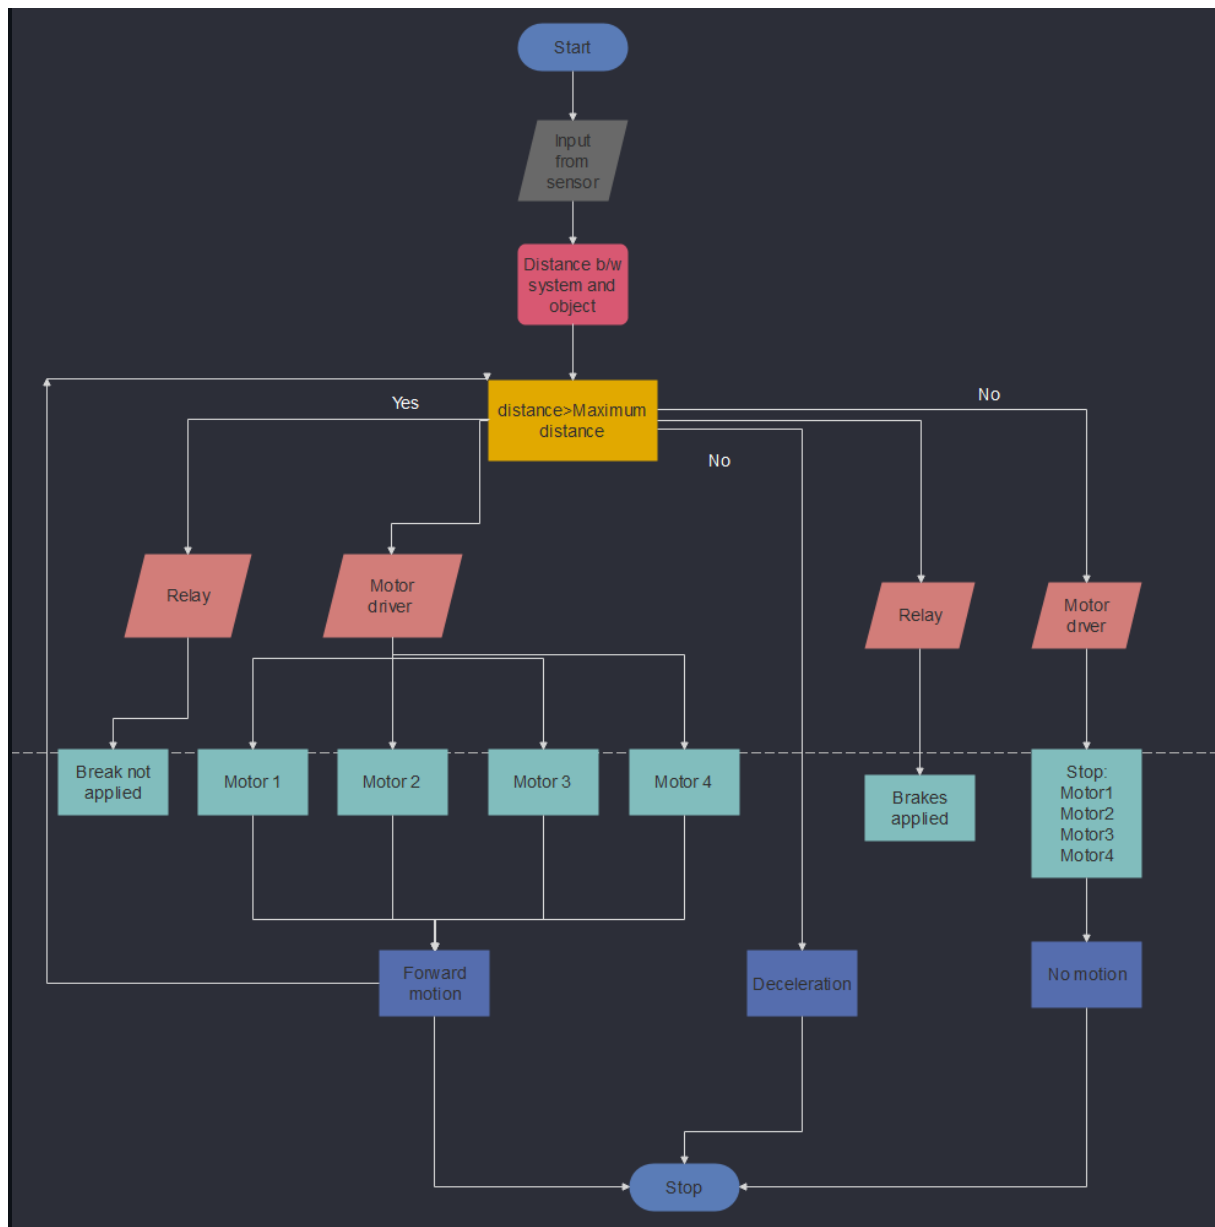 Start
Input
from
sensor
Distance b/w
system and
object
distance>Maximum
distance
Yes
No
No
Relay
Motor
driver
Relay
Motor
drver
Break not
applied
Motor 1
Motor 2
Motor 3
Motor 4
Brakes
applied
Stop:
Motor1
Motor2
Motor3
Motor4
Forward
motion
Deceleration
No motion
Stop